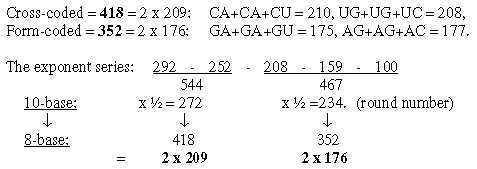 Cross-coded = 418 = 2 x 209: CA+CA+CU = 210, UG+UG+UC = 208,
Form-coded = 352 = 2 x 176: GA+GA+GU = 175, AG+AG+AC = 177.
The exponent series: 292 - 252 - 208 - 159 - 100
544 467
10-base: x ½ = 272 x ½ =234. (round number)
↓ ↓ ↓
8-base: 418 352
= 2 x 209 2 x 176